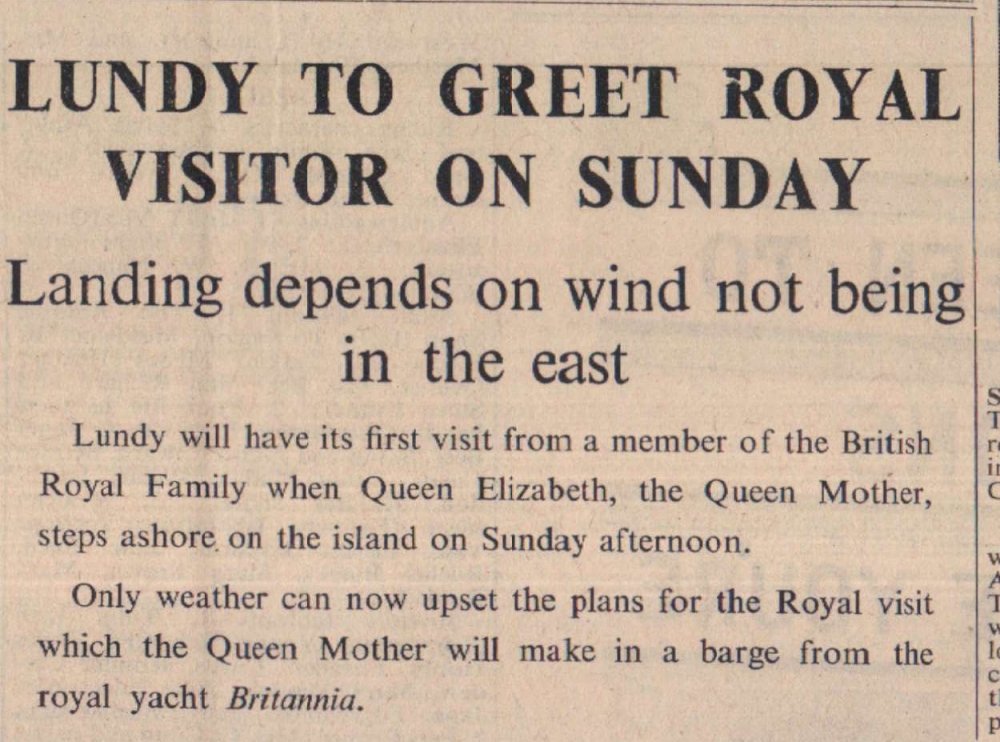 LUNDY TO GREET ROYAL
VISITOR ON SUNDAY
Landing depends on wind not being
in the east
Lundy will have its first visit from a member of the British
Royal Family when Queen Elizabeth, the Queen Mother,
steps ashore on the island on Sunday afternoon.
Only weather can now upset the plans for the Royal visit
which the Queen Mother will make in a barge from the
royal yacht Britannia.